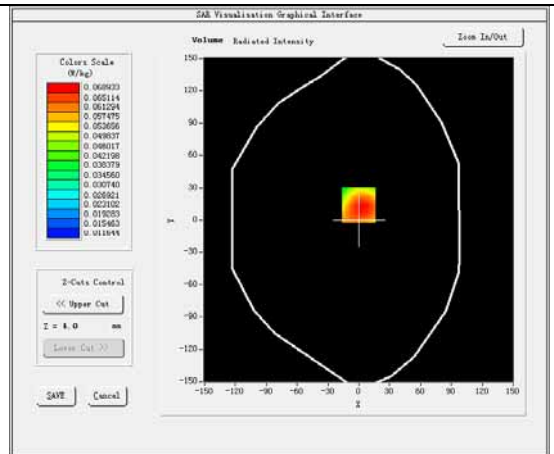 SAR Visualisation Graphical Interface
Volume Radiated Intensity
Zoom In/Out
Colors Scale
(W/kg)
0.068933
0.065114
0.061294
0.057475
0.053656
0.049837
0.046017
0.042198
0.038379
0.034560
0.030740
0.026921
0.023102
0.019283
0.015463
0.011644
Z-Cuts Control
<< Upper Cut
Z = 4.0 mm
Lower Cut >>
SAVE Cancel
150
120
90
60
30
0
-30
-60
-90
-120
-150
Y
-150 -120 -90 -60 -30 0 30 60 90 120 150
X